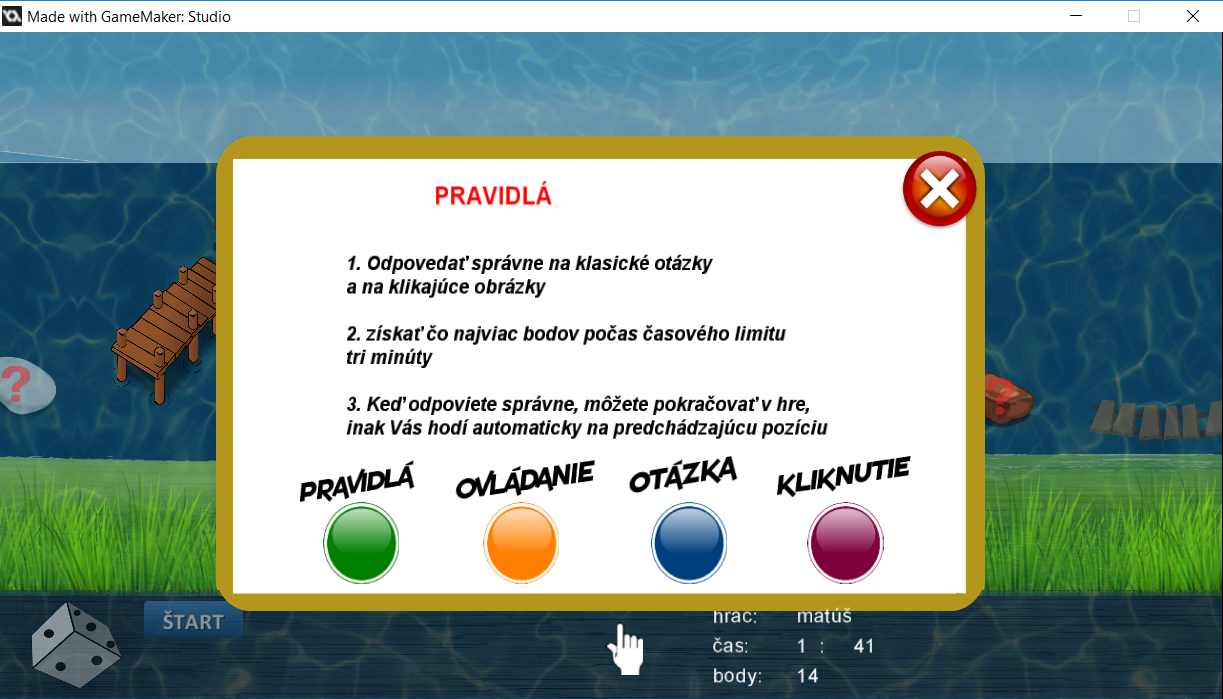 Made with GameMaker: Studio
PRAVIDLÁ
1. Odpovedať správne na klasické otázky
a na klikajúce obrázky
2. získať čo najviac bodov počas časového limitu
tri minúty
3. Keď odpoviete správne, môžete pokračovať v hre,
inak Vás hodí automaticky na predchádzajúcu pozíciu
PRAVIDLÁ OVLÁDANIE OTÁZKA KLIKNUTIE
? ?
ŠTART
hrac: matúš
čas: 1 : 41
body: 14